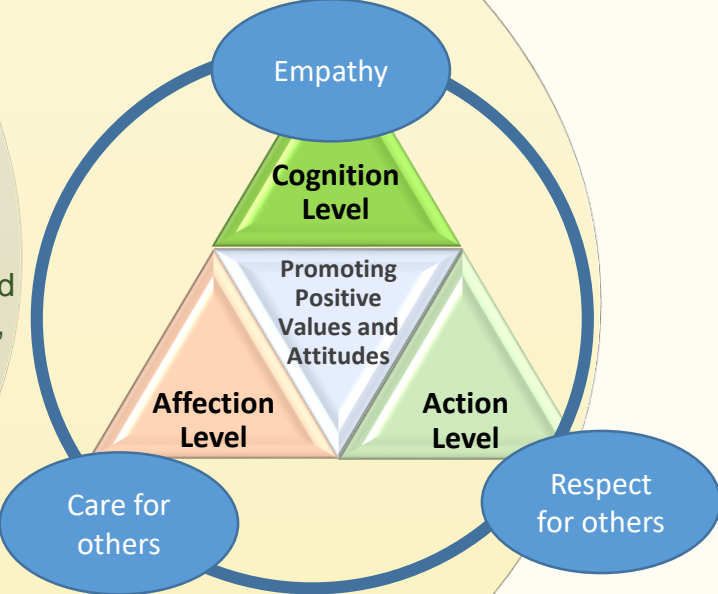 Empathy
Cognition
Level
Promoting
Positive
Values and
Attitudes
Affection
Level
Action
Level
Care for
others
Respect
for others